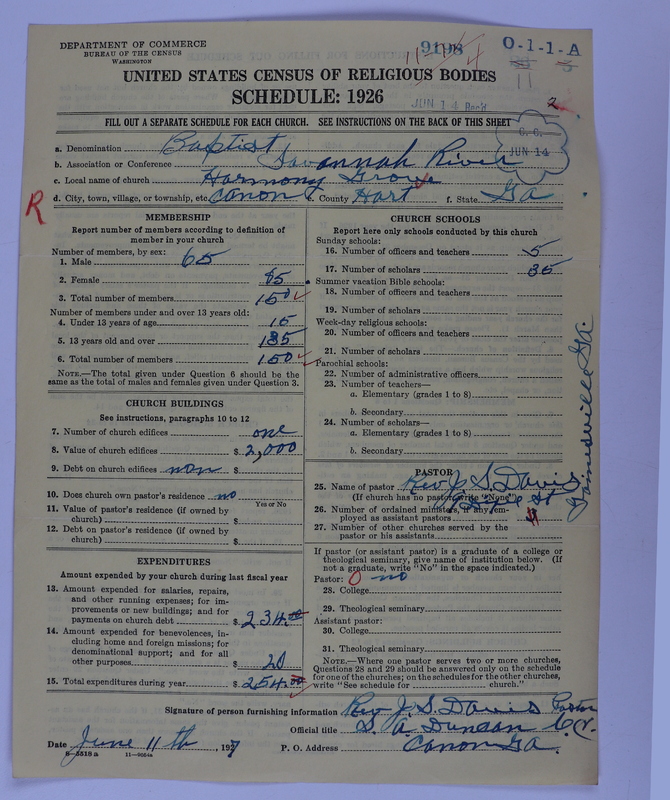 DEPARTMENT OF COMMERCE
BUREAU OF THE CENSUS
WASHINGTON
9198
O-1-1-A
11
4
UNITED STATES CENSUS OF RELIGIOUS BODIES
SCHEDULE: 1926
JUN 14 Rec'd
2
FILL OUT A SEPARATE SCHEDULE FOR EACH CHURCH. SEE INSTRUCTIONS ON THE BACK OF THIS SHEET
C. C.
JUN 14
a. Denomination Baptist
b. Association or Conference Savannah River
c. Local name of church Harmony Grove
d. City, town, village, or township, etc. Canon e. County Hart f. State Ga
R
MEMBERSHIP
Report number of members according to definition of
member in your church
Number of members, by sex:
1. Male 65
2. Female 85
3. Total number of members 150
Number of members under and over 13 years old:
4. Under 13 years of age 15
5. 13 years old and over 135
6. Total number of members 150
NOTE.—The total given under Question 6 should be the
same as the total of males and females given under Question 3.
CHURCH BUILDINGS
See instructions, paragraphs 10 to 12
7. Number of church edifices one
8. Value of church edifices $ 2,000
9. Debt on church edifices non $
10. Does church own pastor's residence no
Yes or No
11. Value of pastor's residence (if owned by
church) $
12. Debt on pastor's residence (if owned by
church) $
EXPENDITURES
Amount expended by your church during last fiscal year
13. Amount expended for salaries, repairs,
and other running expenses; for im-
provements or new buildings; and for
payments on church debt $ 234.00
14. Amount expended for benevolences, in-
cluding home and foreign missions; for
denominational support; and for all
other purposes $ 20
15. Total expenditures during year $ 254.00
CHURCH SCHOOLS
Report here only schools conducted by this church
Sunday schools:
16. Number of officers and teachers 5
17. Number of scholars 35
Summer vacation Bible schools:
18. Number of officers and teachers
19. Number of scholars
Week-day religious schools:
20. Number of officers and teachers
21. Number of scholars
Parochial schools:
22. Number of administrative officers
23. Number of teachers—
a. Elementary (grades 1 to 8)
b. Secondary
24. Number of scholars—
a. Elementary (grades 1 to 8)
b. Secondary
PASTOR
25. Name of pastor Rev J. S. Davis
(If church has no pastor, write "None")
St
Gainesville Ga
26. Number of ordained ministers, if any, em-
ployed as assistant pastors
27. Number of other churches served by the
pastor or his assistants
If pastor (or assistant pastor) is a graduate of a college or
theological seminary, give name of institution below. (If
not a graduate, write "No" in the space indicated.)
Pastor: 0 no
28. College
29. Theological seminary
Assistant pastor:
30. College
31. Theological seminary
NOTE.—Where one pastor serves two or more churches,
Questions 28 and 29 should be answered only on the schedule
for one of the churches; on the schedules for the other churches,
write "See schedule for church."
Signature of person furnishing information Rev J. S. Davis Pastor
Official title S. A. Duncan C.C.
Date June 11th, 1927 P. O. Address Canon Ga.
8-5518a 11-9554a